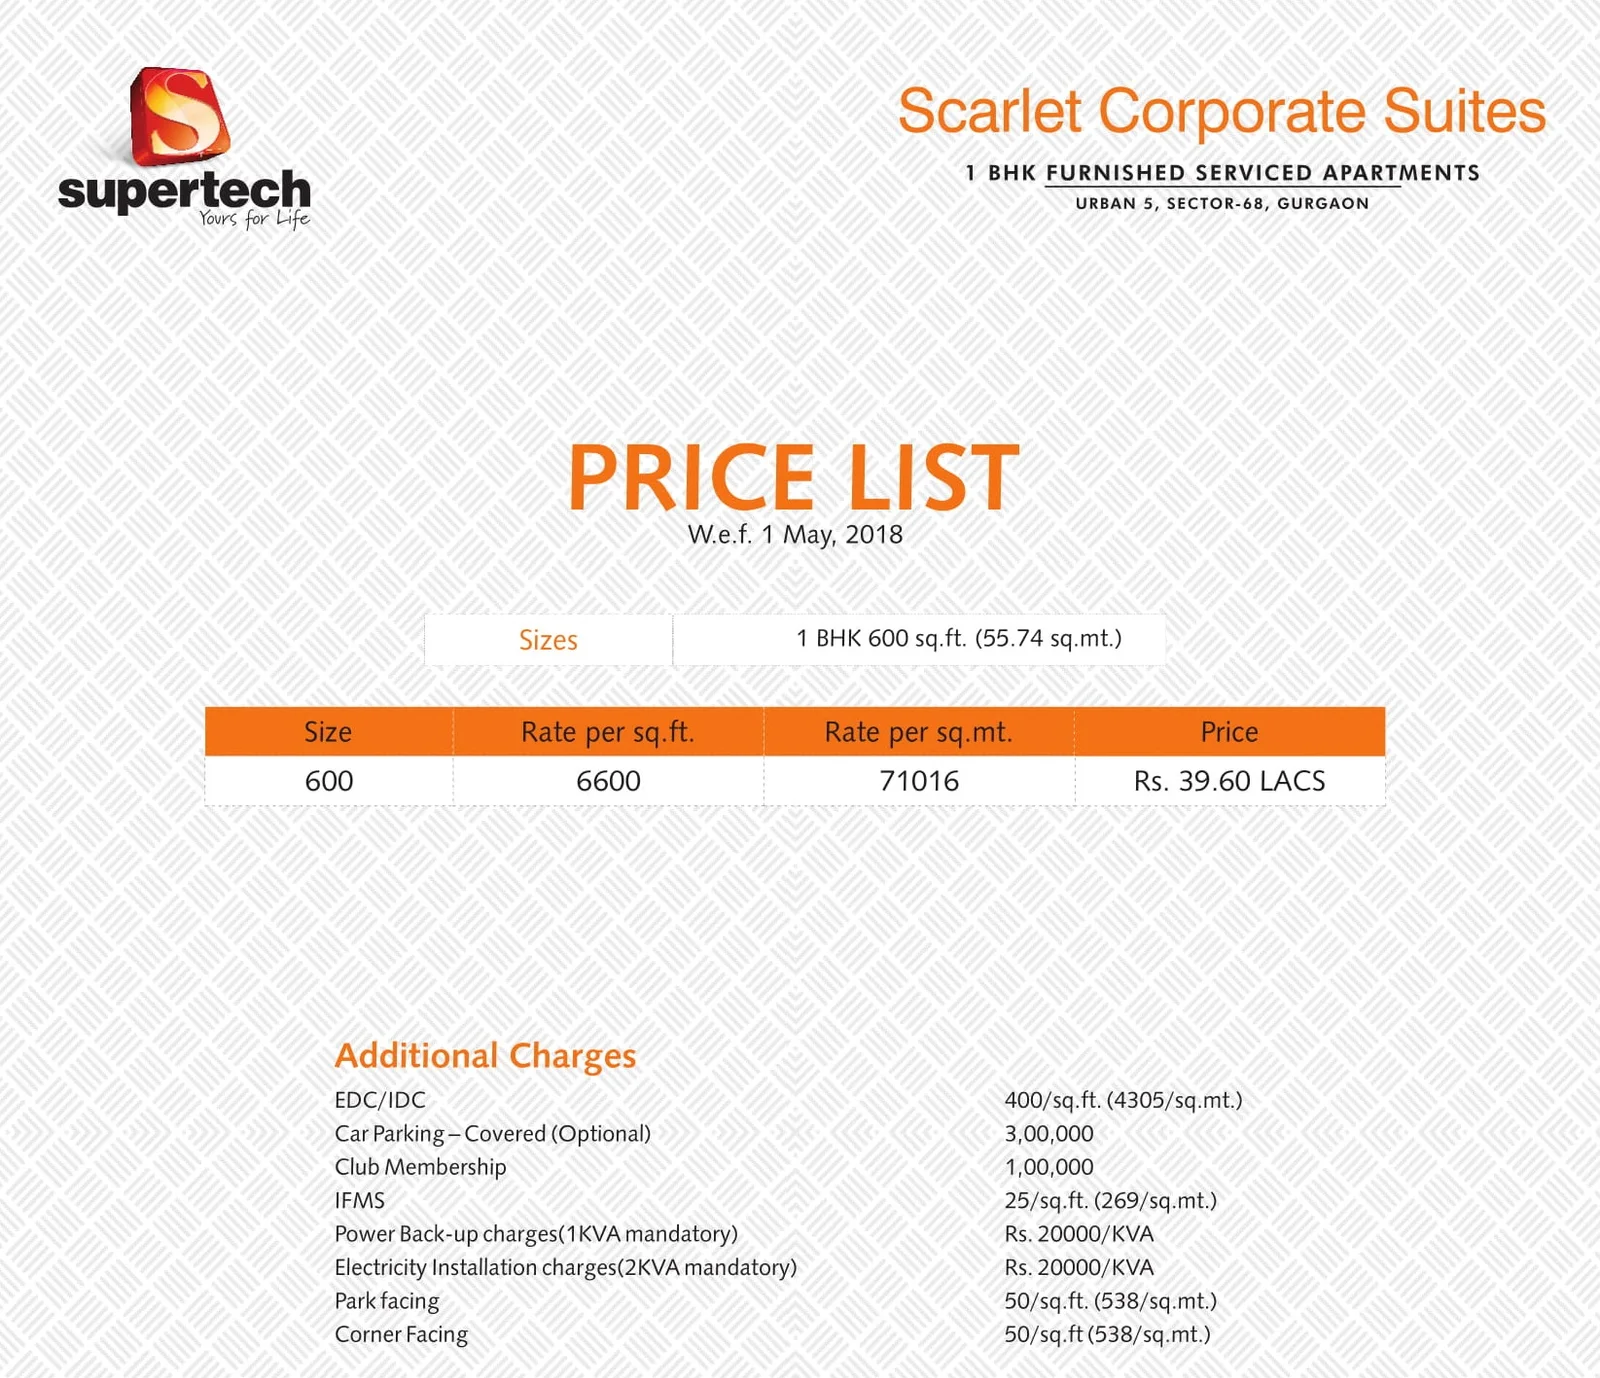 S
supertech
Yours for Life
Scarlet Corporate Suites
1 BHK FURNISHED SERVICED APARTMENTS
URBAN 5, SECTOR-68, GURGAON
PRICE LIST
W.e.f. 1 May, 2018
Sizes 1 BHK 600 sq.ft. (55.74 sq.mt.)
Size Rate per sq.ft. Rate per sq.mt. Price
600 6600 71016 Rs. 39.60 LACS
Additional Charges
EDC/IDC 400/sq.ft. (4305/sq.mt.)
Car Parking – Covered (Optional) 3,00,000
Club Membership 1,00,000
IFMS 25/sq.ft. (269/sq.mt.)
Power Back-up charges(1KVA mandatory) Rs. 20000/KVA
Electricity Installation charges(2KVA mandatory) Rs. 20000/KVA
Park facing 50/sq.ft. (538/sq.mt.)
Corner Facing 50/sq.ft (538/sq.mt.)